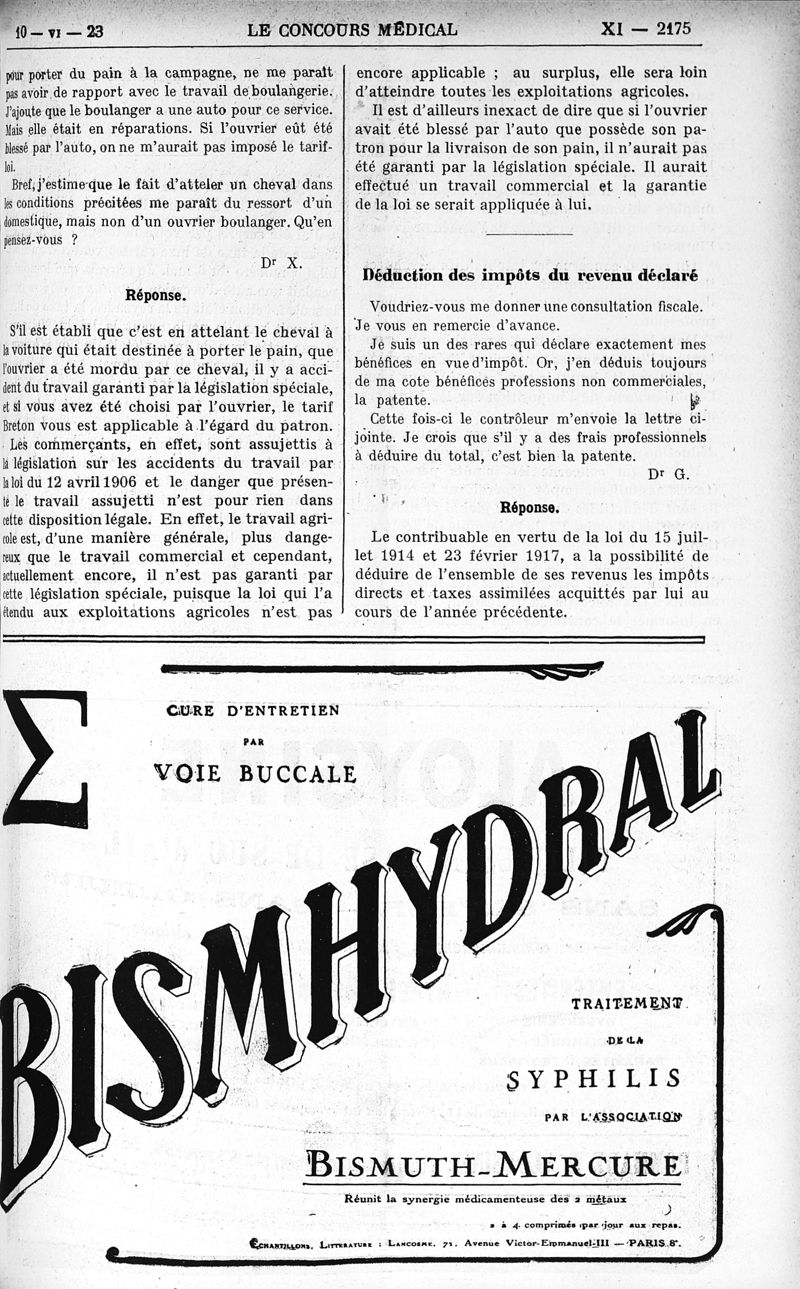 10 — VI — 23
LE CONCOURS MÉDICAL
XI — 2175
pour porter du pain à la campagne, ne me paraît
pas avoir de rapport avec le travail de boulangerie.
J'ajoute que le boulanger a une auto pour ce service.
Mais elle était en réparations. Si l'ouvrier eût été
blessé par l'auto, on ne m'aurait pas imposé le tarif-
loi.
Bref, j'estime que le fait d'atteler un cheval dans
les conditions précitées me paraît du ressort d'un
domestique, mais non d'un ouvrier boulanger. Qu'en
pensez-vous ?
Dr X.
Réponse.
S'il est établi que c'est en attelant le cheval à
la voiture qui était destinée à porter le pain, que
l'ouvrier a été mordu par ce cheval, il y a acci-
dent du travail garanti par la législation spéciale,
et si vous avez été choisi par l'ouvrier, le tarif
Breton vous est applicable à l'égard du patron.
Les commerçants, en effet, sont assujettis à
la législation sur les accidents du travail par
la loi du 12 avril 1906 et le danger que présen-
té le travail assujetti n'est pour rien dans
cette disposition légale. En effet, le travail agri-
cole est, d'une manière générale, plus dange-
reux que le travail commercial et cependant,
actuellement encore, il n'est pas garanti par
cette législation spéciale, puisque la loi qui l'a
étendu aux exploitations agricoles n'est pas
encore applicable ; au surplus, elle sera loin
d'atteindre toutes les exploitations agricoles.
Il est d'ailleurs inexact de dire que si l'ouvrier
avait été blessé par l'auto que possède son pa-
tron pour la livraison de son pain, il n'aurait pas
été garanti par la législation spéciale. Il aurait
effectué un travail commercial et la garantie
de la loi se serait appliquée à lui.
Déduction des impôts du revenu déclaré
Voudriez-vous me donner une consultation fiscale.
Je vous en remercie d'avance.
Je suis un des rares qui déclare exactement mes
bénéfices en vue d'impôt. Or, j'en déduis toujours
de ma cote bénéfices professions non commerciales,
la patente.
Cette fois-ci le contrôleur m'envoie la lettre ci-
jointe. Je crois que s'il y a des frais professionnels
à déduire du total, c'est bien la patente.
Dr G.
Réponse.
Le contribuable en vertu de la loi du 15 juil-
let 1914 et 23 février 1917, a la possibilité de
déduire de l'ensemble de ses revenus les impôts
directs et taxes assimilées acquittés par lui au
cours de l'année précédente.
Σ
CURE D'ENTRETIEN
PAR
VOIE BUCCALE
BISMHYDRAL
TRAITEMENT
DE LA
SYPHILIS
PAR L'ASSOCIATION
BISMUTH-MERCURE
Réunit la synergie médicamenteuse des 2 métaux
2 à 4 comprimés par jour aux repas.
ECHANTILLONS, LITTÉRATURE : LANCOSME, 71, Avenue Victor-Emmanuel-III — PARIS 8e.